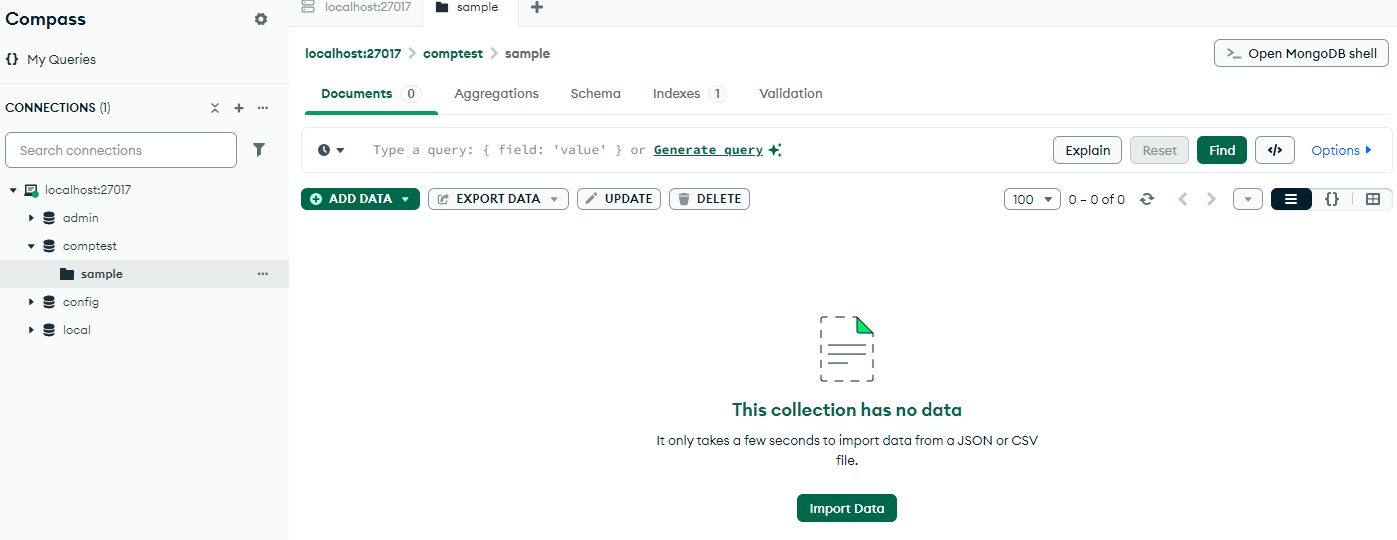 Compass
My Queries
CONNECTIONS (1)
Search connections
localhost:27017
admin
comptest
sample
config
local
localhost:27017 sample
localhost:27017 > comptest > sample
Open MongoDB shell
Documents 0 Aggregations Schema Indexes 1 Validation
Type a query: { field: 'value' } or Generate query
Explain Reset Find </> Options
ADD DATA EXPORT DATA UPDATE DELETE
100 0 – 0 of 0
This collection has no data
It only takes a few seconds to import data from a JSON or CSV
file.
Import Data